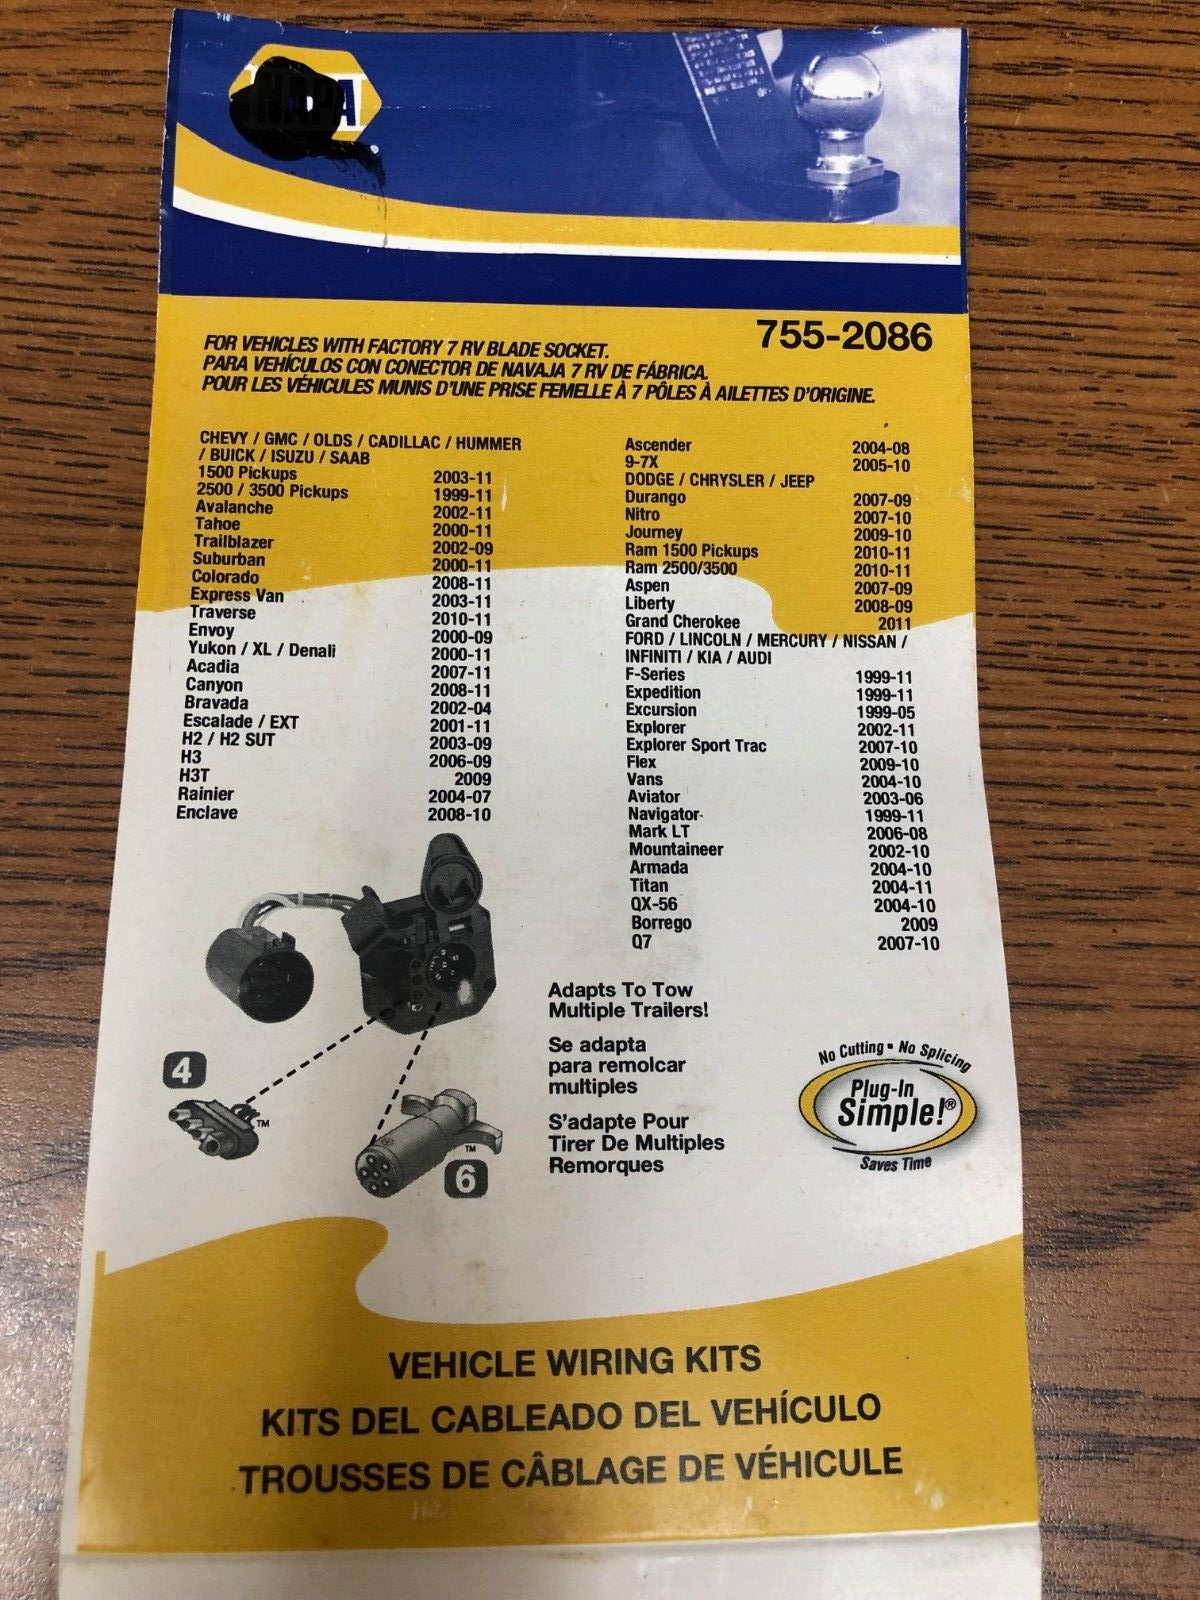 NAPA
755-2086
FOR VEHICLES WITH FACTORY 7 RV BLADE SOCKET.
PARA VEHÍCULOS CON CONECTOR DE NAVAJA 7 RV DE FÁBRICA.
POUR LES VÉHICULES MUNIS D'UNE PRISE FEMELLE À 7 PÔLES À AILETTES D'ORIGINE.
CHEVY / GMC / OLDS / CADILLAC / HUMMER
/ BUICK / ISUZU / SAAB
1500 Pickups 2003-11
2500 / 3500 Pickups 1999-11
Avalanche 2002-11
Tahoe 2000-11
Trailblazer 2002-09
Suburban 2000-11
Colorado 2008-11
Express Van 2003-11
Traverse 2010-11
Envoy 2000-09
Yukon / XL / Denali 2000-11
Acadia 2007-11
Canyon 2008-11
Bravada 2002-04
Escalade / EXT 2001-11
H2 / H2 SUT 2003-09
H3 2006-09
H3T 2009
Rainier 2004-07
Enclave 2008-10
Ascender 2004-08
9-7X 2005-10
DODGE / CHRYSLER / JEEP
Durango 2007-09
Nitro 2007-10
Journey 2009-10
Ram 1500 Pickups 2010-11
Ram 2500/3500 2010-11
Aspen 2007-09
Liberty 2008-09
Grand Cherokee 2011
FORD / LINCOLN / MERCURY / NISSAN /
INFINITI / KIA / AUDI
F-Series 1999-11
Expedition 1999-11
Excursion 1999-05
Explorer 2002-11
Explorer Sport Trac 2007-10
Flex 2009-10
Vans 2004-10
Aviator 2003-06
Navigator 1999-11
Mark LT 2006-08
Mountaineer 2002-10
Armada 2004-10
Titan 2004-11
QX-56 2004-10
Borrego 2009
Q7 2007-10
4
TM
TM
6
Adapts To Tow
Multiple Trailers!
Se adapta
para remolcar
multiples
S'adapte Pour
Tirer De Multiples
Remorques
No Cutting ▪ No Splicing
Plug-In
Simple!®
Saves Time
VEHICLE WIRING KITS
KITS DEL CABLEADO DEL VEHÍCULO
TROUSSES DE CÂBLAGE DE VÉHICULE